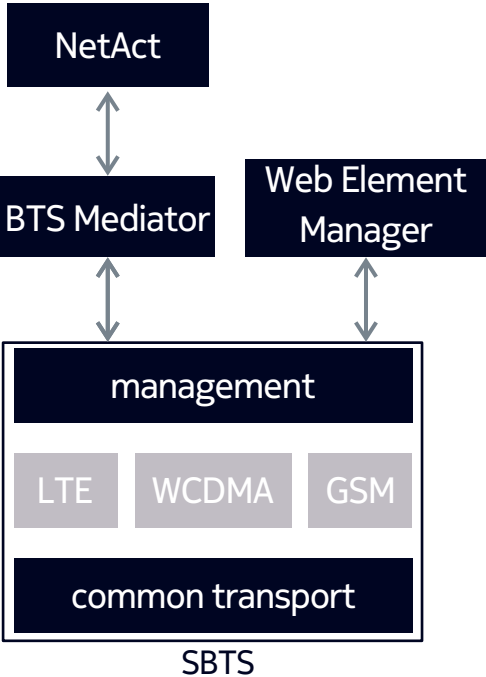 NetAct
BTS Mediator
Web Element
Manager
management
LTE WCDMA GSM
common transport
SBTS